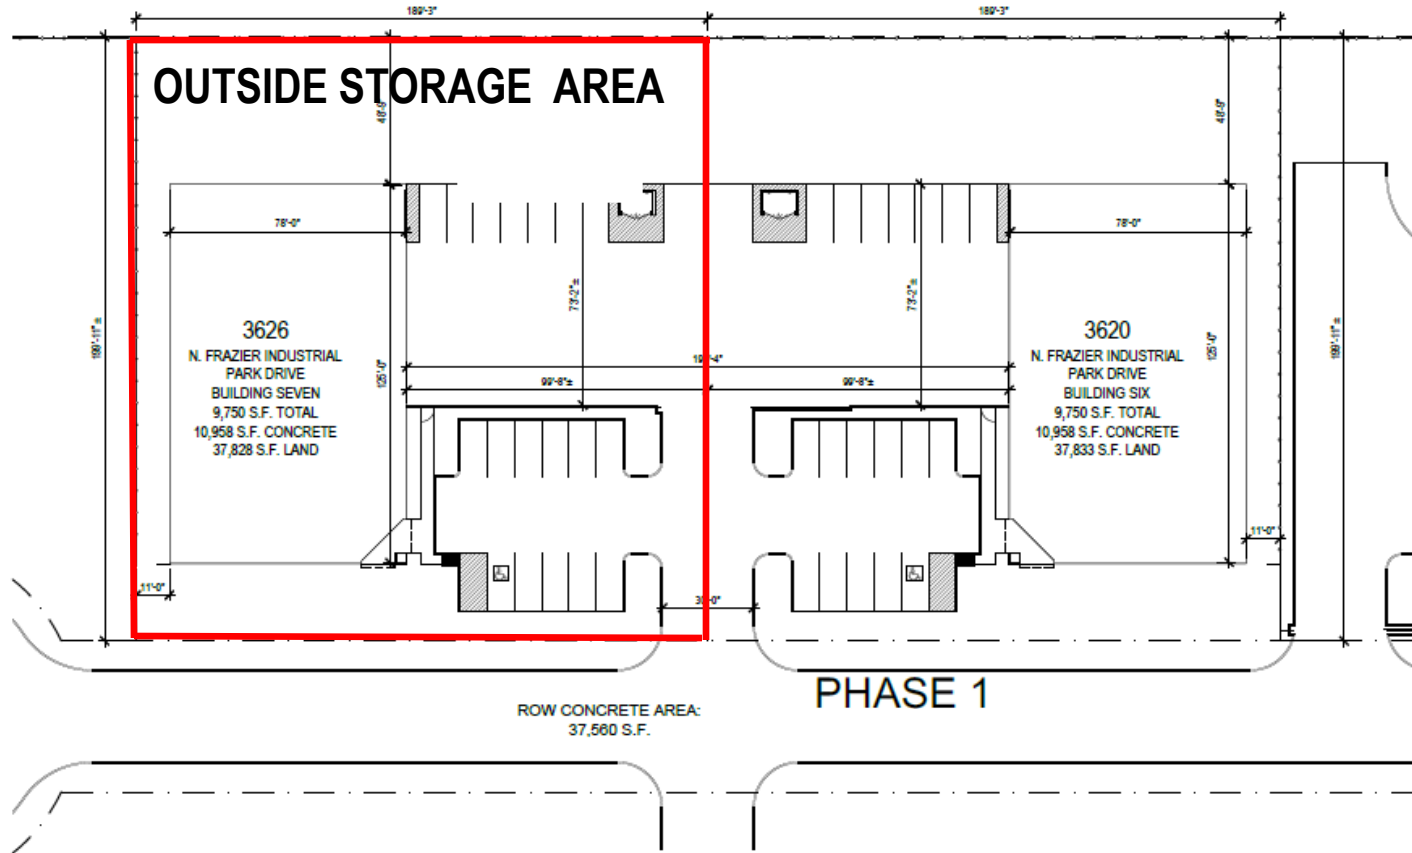 189'-3" 189'-3"
OUTSIDE STORAGE AREA
48'-9" 48'-9"
78'-0" 78'-0"
73'-2"± 73'-2"±
199'-11"± 199'-11"±
125'-0" 125'-0"
99'-8"± 99'-8"±
3626
N. FRAZIER INDUSTRIAL
PARK DRIVE
BUILDING SEVEN
9,750 S.F. TOTAL
10,958 S.F. CONCRETE
37,828 S.F. LAND
3620
N. FRAZIER INDUSTRIAL
PARK DRIVE
BUILDING SIX
9,750 S.F. TOTAL
10,958 S.F. CONCRETE
37,833 S.F. LAND
11'-0" 11'-0"
PHASE 1
ROW CONCRETE AREA:
37,560 S.F.